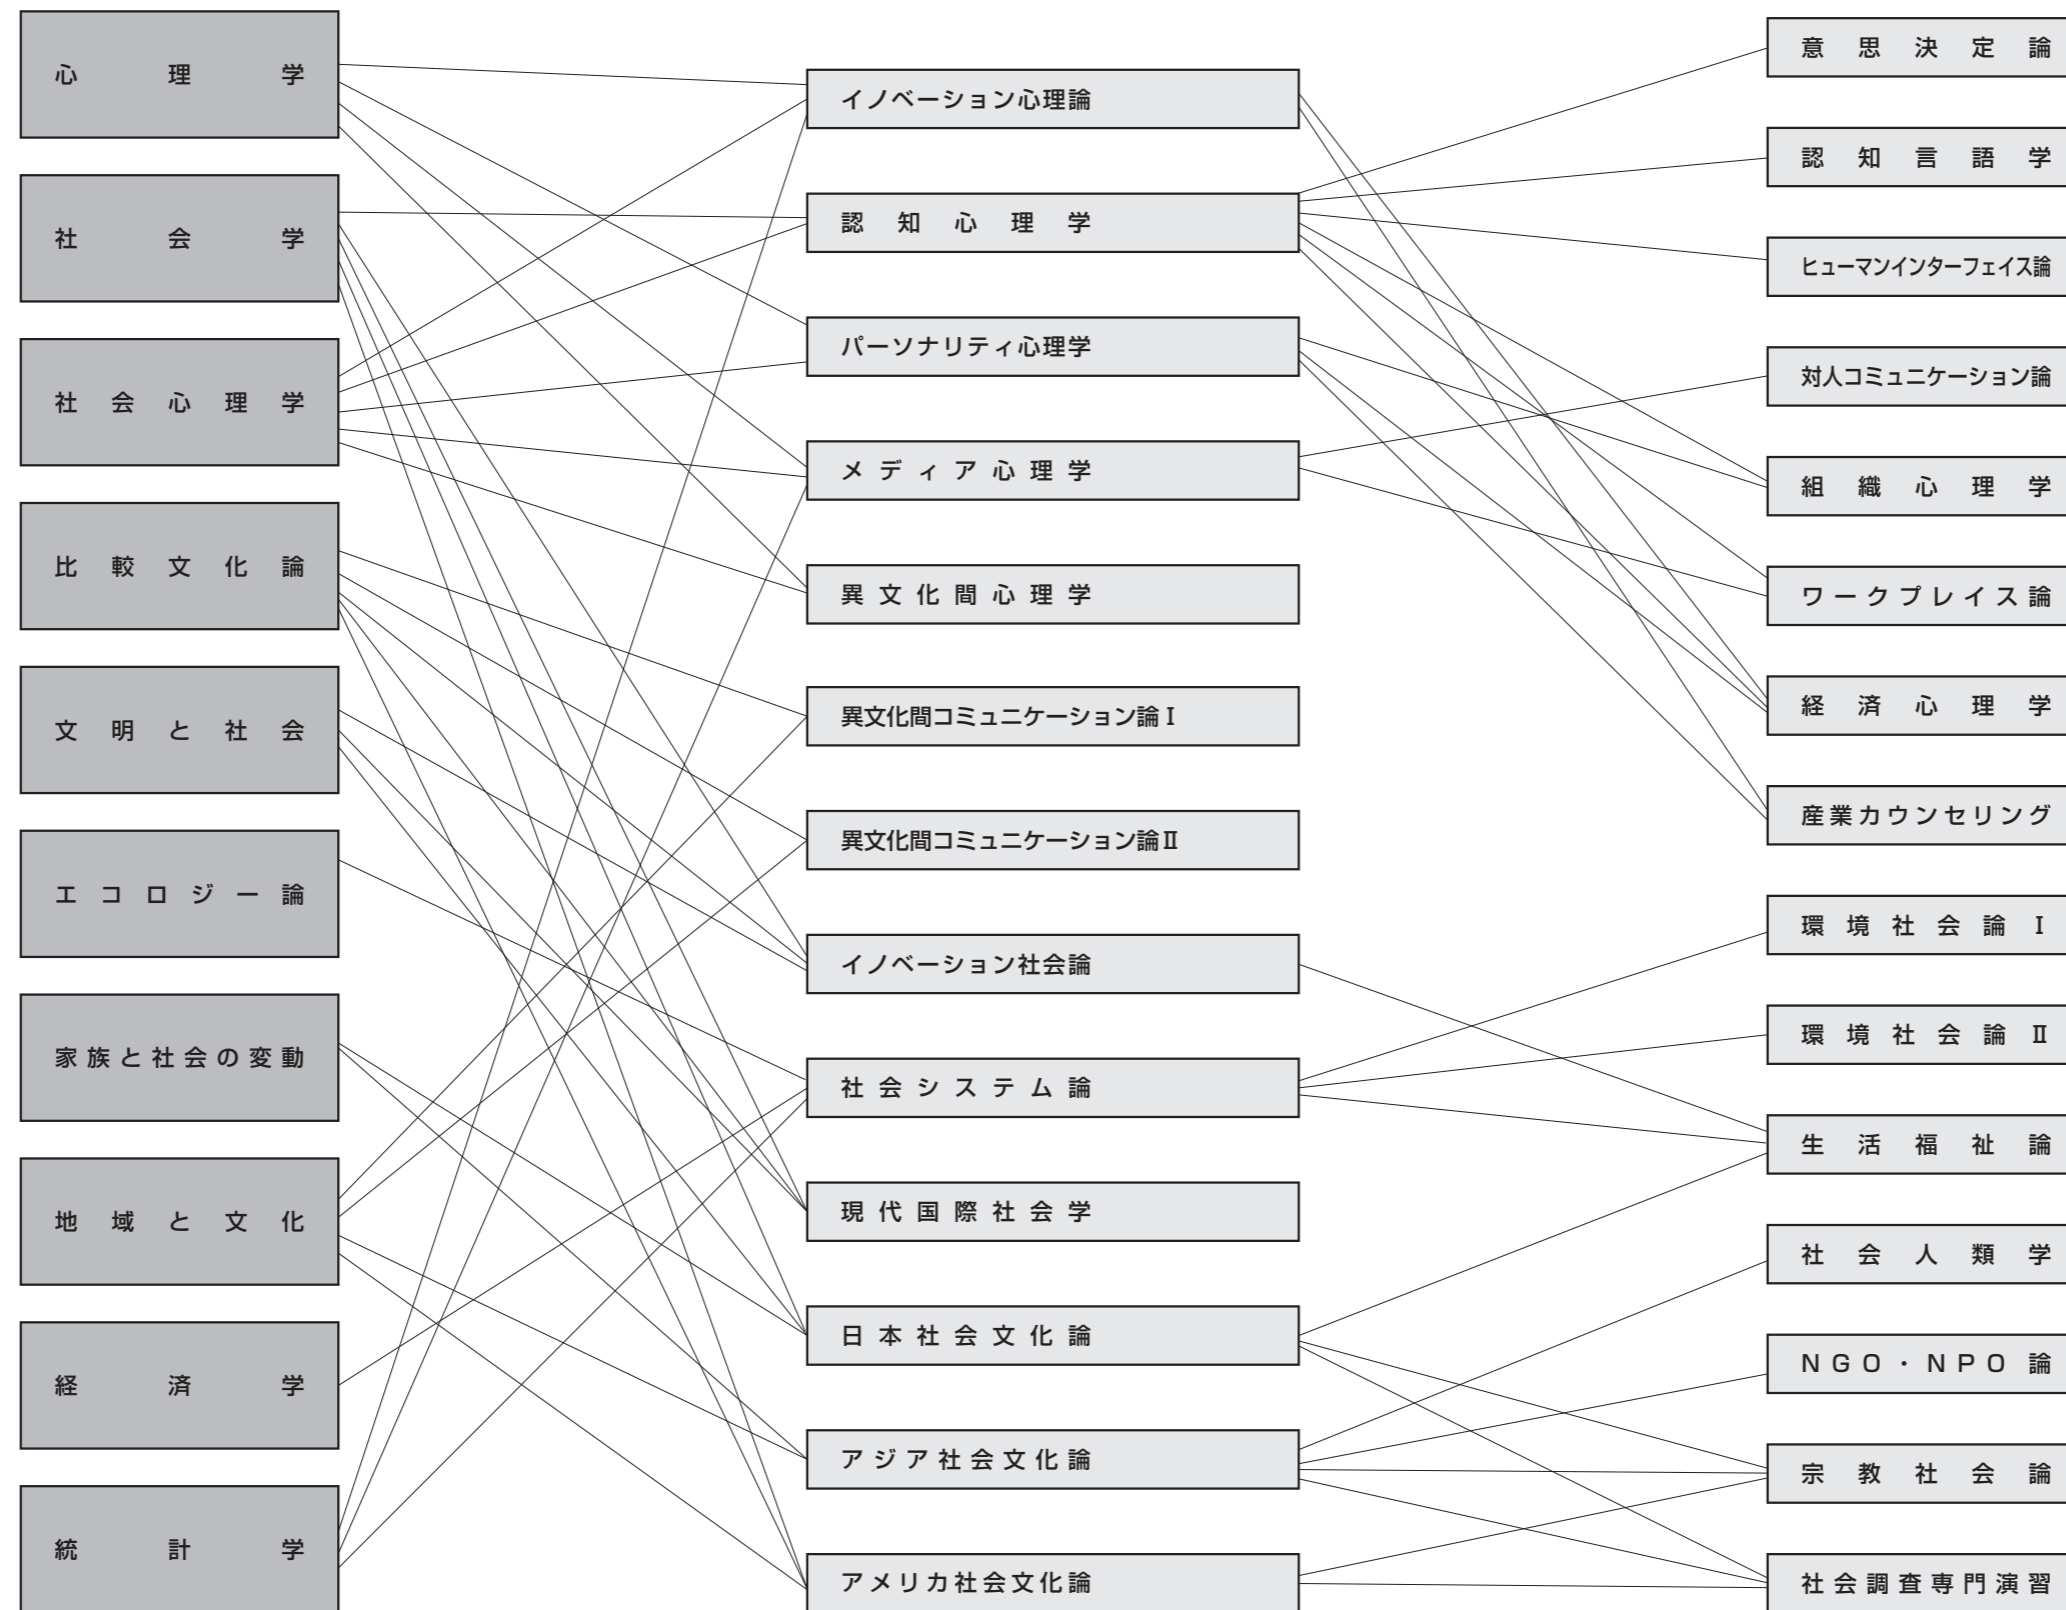 心理学
社会学
社会心理学
比較文化論
文明と社会
エコロジー論
家族と社会の変動
地域と文化
経済学
統計学
イノベーション心理論
認知心理学
パーソナリティ心理学
メディア心理学
異文化間心理学
異文化間コミュニケーション論Ⅰ
異文化間コミュニケーション論Ⅱ
イノベーション社会論
社会システム論
現代国際社会学
日本社会文化論
アジア社会文化論
アメリカ社会文化論
意思決定論
認知言語学
ヒューマンインターフェイス論
対人コミュニケーション論
組織心理学
ワークプレイス論
経済心理学
産業カウンセリング
環境社会論Ⅰ
環境社会論Ⅱ
生活福祉論
社会人類学
NGO・NPO論
宗教社会論
社会調査専門演習